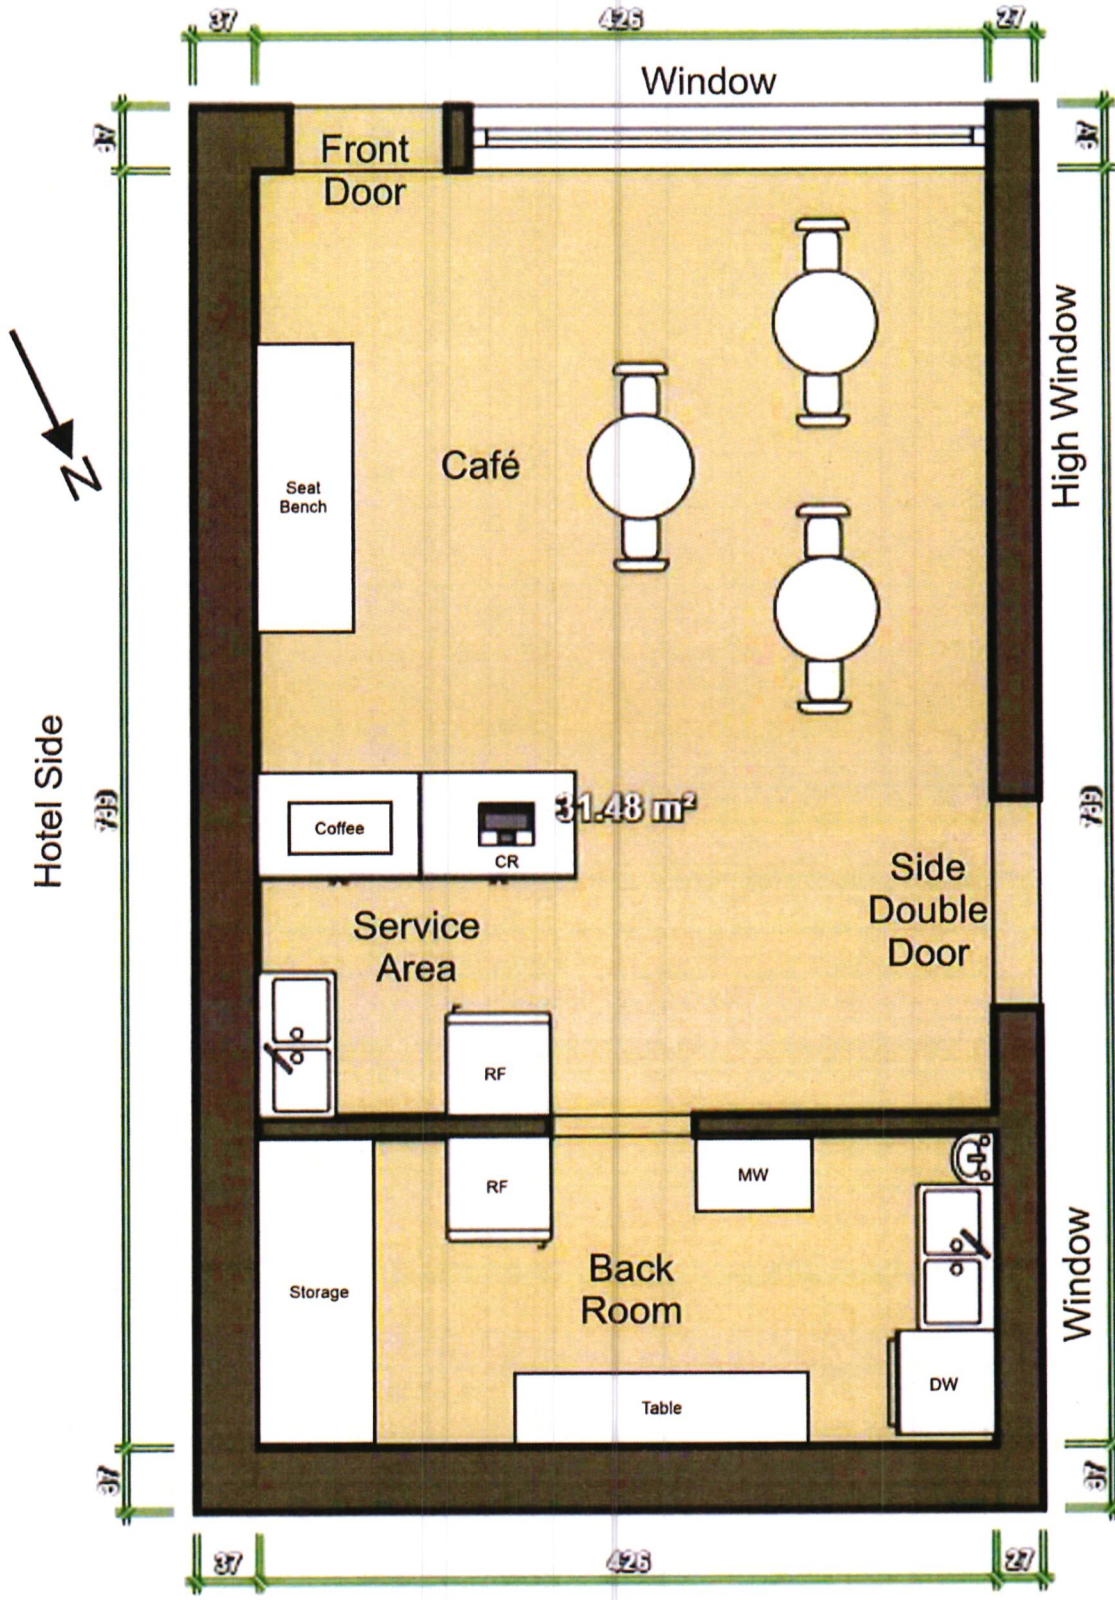 37
426
27
Window
37
37
Front
Door
High Window
Café
Seat
Bench
N
Hotel Side
739
739
Coffee
CR
31.48 m²
Side
Double
Door
Service
Area
RF
RF
MW
Storage
Back
Room
Window
DW
Table
37
37
37
426
27